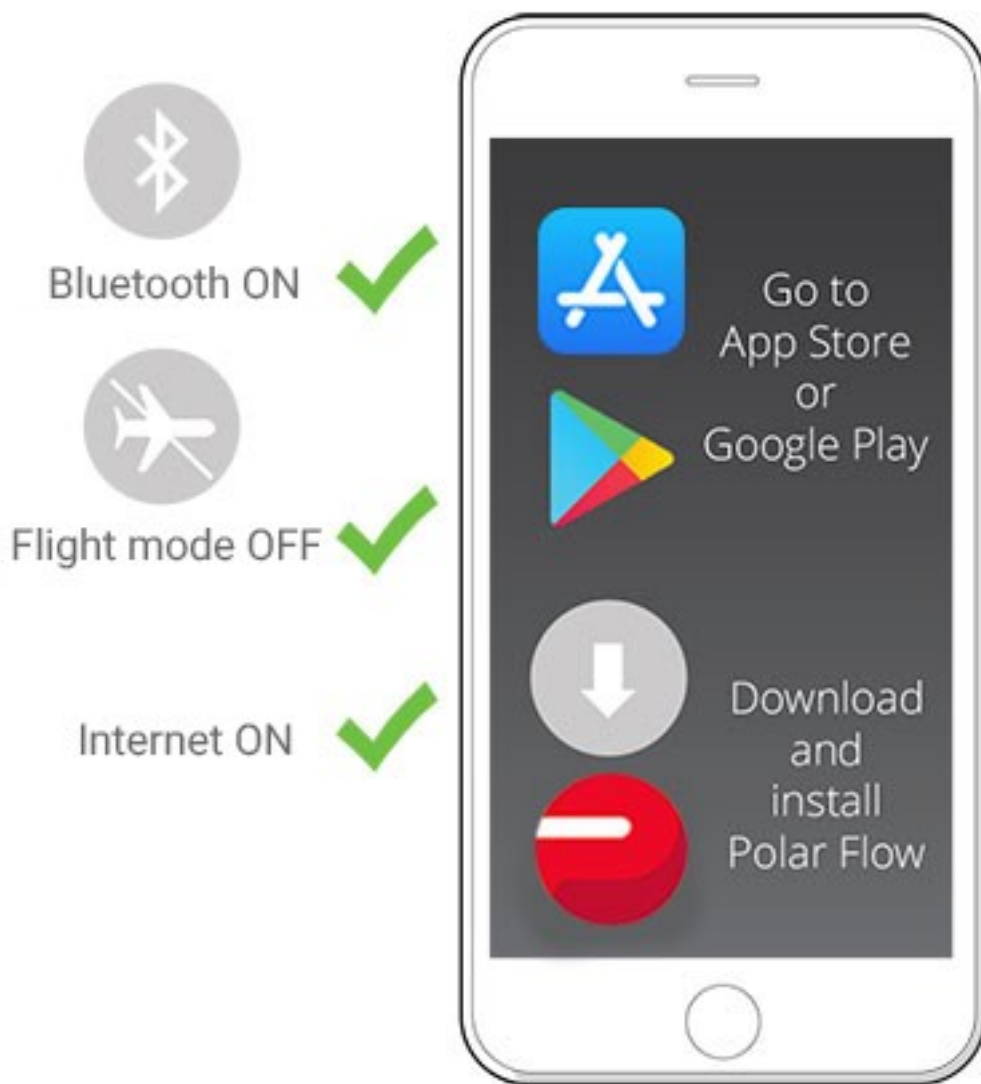 Bluetooth ON
Flight mode OFF
Internet ON
Go to
App Store
or
Google Play
Download
and
install
Polar Flow